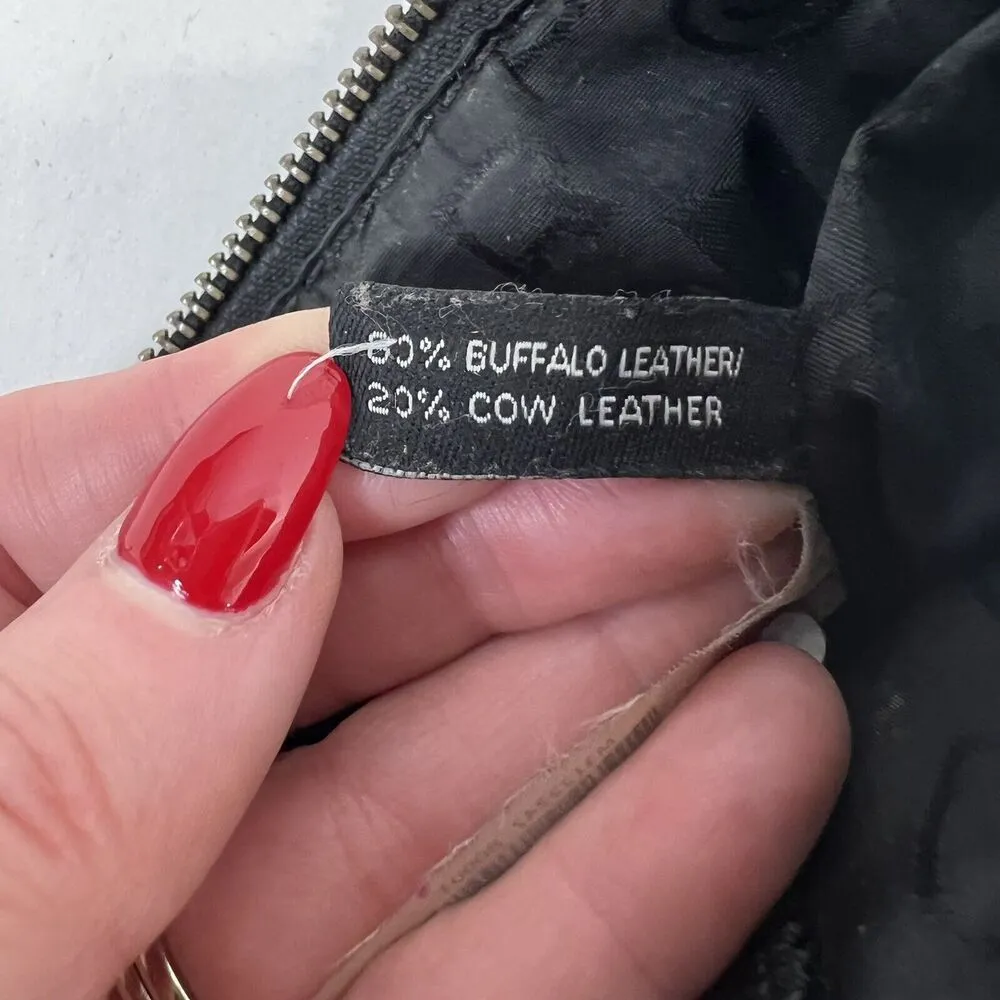 80% BUFFALO LEATHER/
20% COW LEATHER